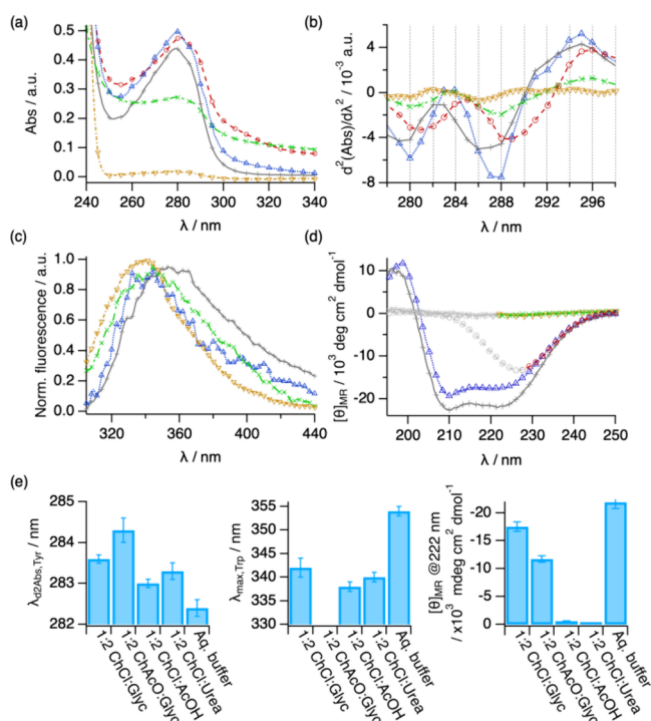 (a)
0.5
0.4
0.3
0.2
0.1
0.0
Abs / a.u.
240 260 280 300 320 340
λ / nm
(b)
4
0
-4
-8
d²(Abs)/dλ² / 10⁻³ a.u.
280 284 288 292 296
λ / nm
(c)
1.0
0.8
0.6
0.4
0.2
0.0
Norm. fluorescence / a.u.
320 360 400 440
λ / nm
(d)
10
0
-10
-20
[θ]MR / 10³ deg cm² dmol⁻¹
200 210 220 230 240 250
λ / nm
(e)
285
284
283
282
λd2Abs,Tyr / nm
1:2 ChCl:Glyc
1:2 ChAcO:Glyc
1:2 ChCl:AcOH
1:2 ChCl:Urea
Aq. buffer
355
350
345
340
335
330
λmax,Trp / nm
1:2 ChCl:Glyc
1:2 ChAcO:Glyc
1:2 ChCl:AcOH
1:2 ChCl:Urea
Aq. buffer
-20
-15
-10
-5
0
[θ]MR @222 nm
/ x10³ mdeg cm² dmol⁻¹
1:2 ChCl:Glyc
1:2 ChAcO:Glyc
1:2 ChCl:AcOH
1:2 ChCl:Urea
Aq. buffer